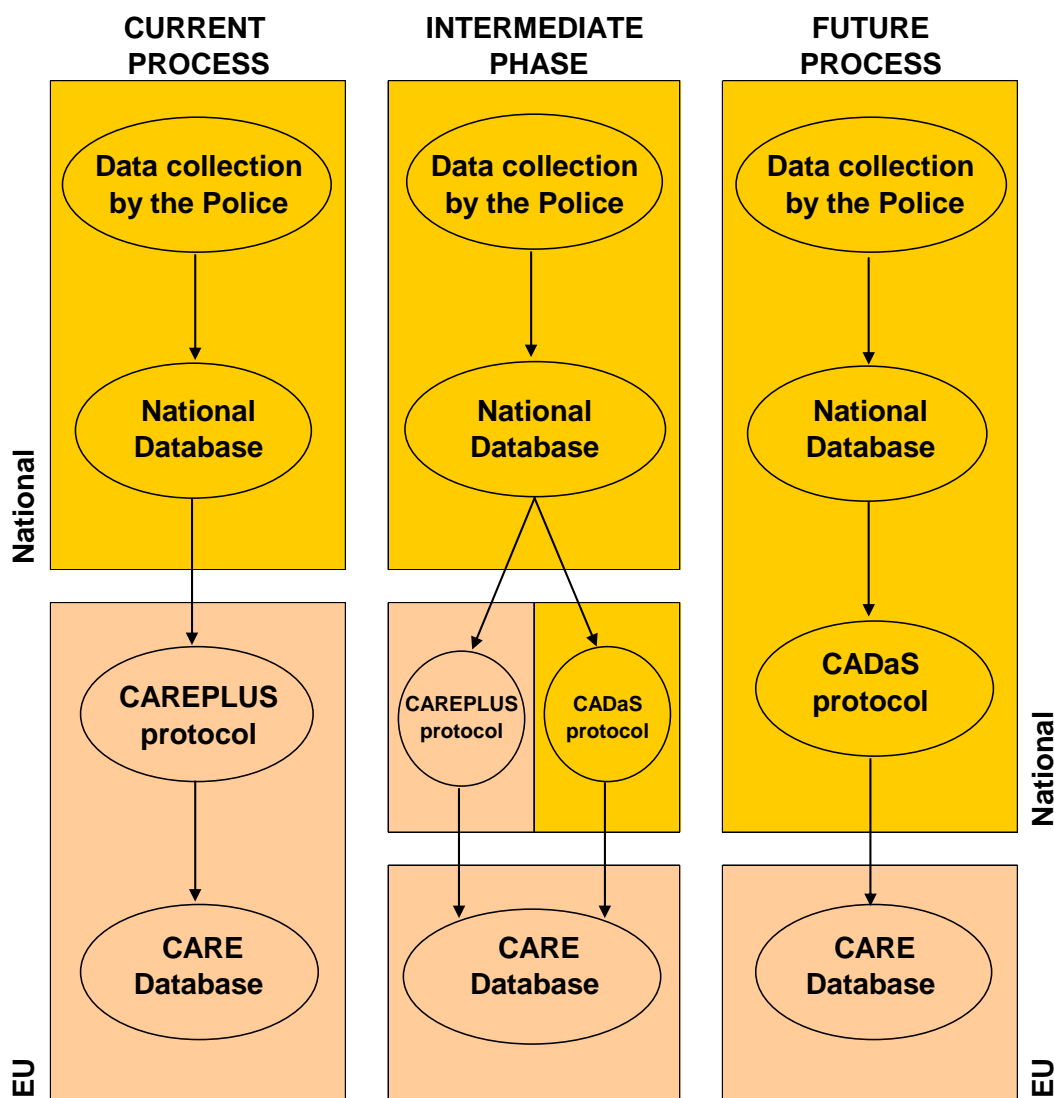 CURRENT
PROCESS
INTERMEDIATE
PHASE
FUTURE
PROCESS
Data collection
by the Police
Data collection
by the Police
Data collection
by the Police
National
Database
National
Database
National
Database
National
CAREPLUS
protocol
CAREPLUS
protocol
CADaS
protocol
CADaS
protocol
National
CARE
Database
CARE
Database
CARE
Database
EU
EU